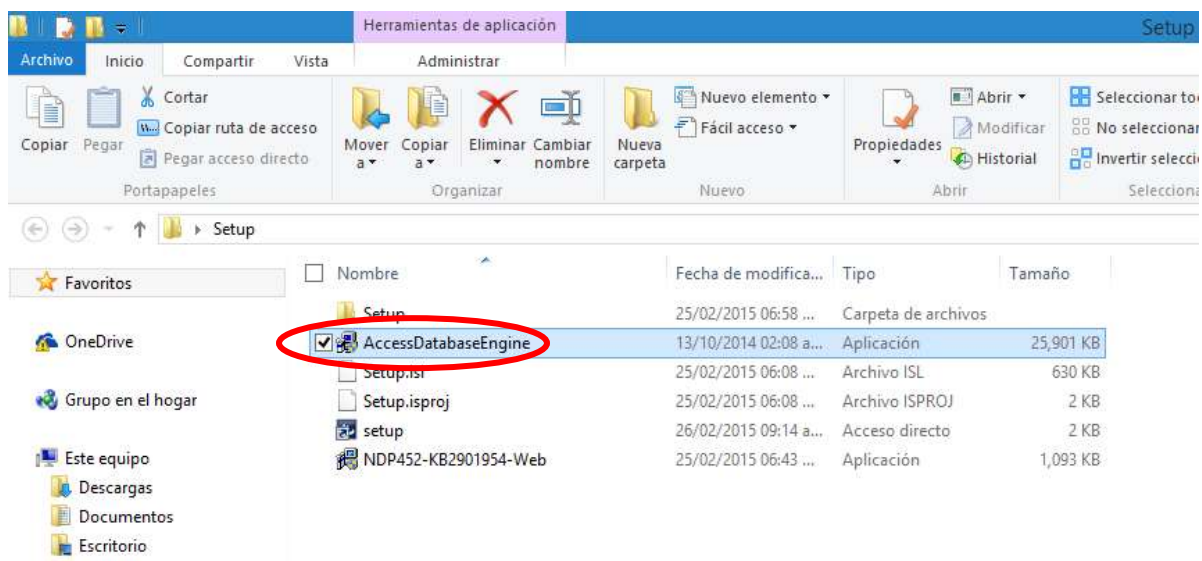 Herramientas de aplicación
Setup
Archivo Inicio Compartir Vista Administrar
Copiar
Pegar
Cortar
Copiar ruta de acceso
Pegar acceso directo
Portapapeles
Mover a
Copiar a
Eliminar
Cambiar nombre
Organizar
Nueva carpeta
Nuevo elemento
Fácil acceso
Nuevo
Propiedades
Abrir
Modificar
Historial
Abrir
Seleccionar to
No seleccionar
Invertir selecci
Selecciona
Setup
Favoritos
OneDrive
Grupo en el hogar
Este equipo
Descargas
Documentos
Escritorio
Nombre Fecha de modifica... Tipo Tamaño
Setup 25/02/2015 06:58 ... Carpeta de archivos
AccessDatabaseEngine 13/10/2014 02:08 a... Aplicación 25,901 KB
Setup.isl 25/02/2015 06:08 ... Archivo ISL 630 KB
Setup.isproj 25/02/2015 06:08 ... Archivo ISPROJ 2 KB
setup 26/02/2015 09:14 a... Acceso directo 2 KB
NDP452-KB2901954-Web 25/02/2015 06:43 ... Aplicación 1,093 KB